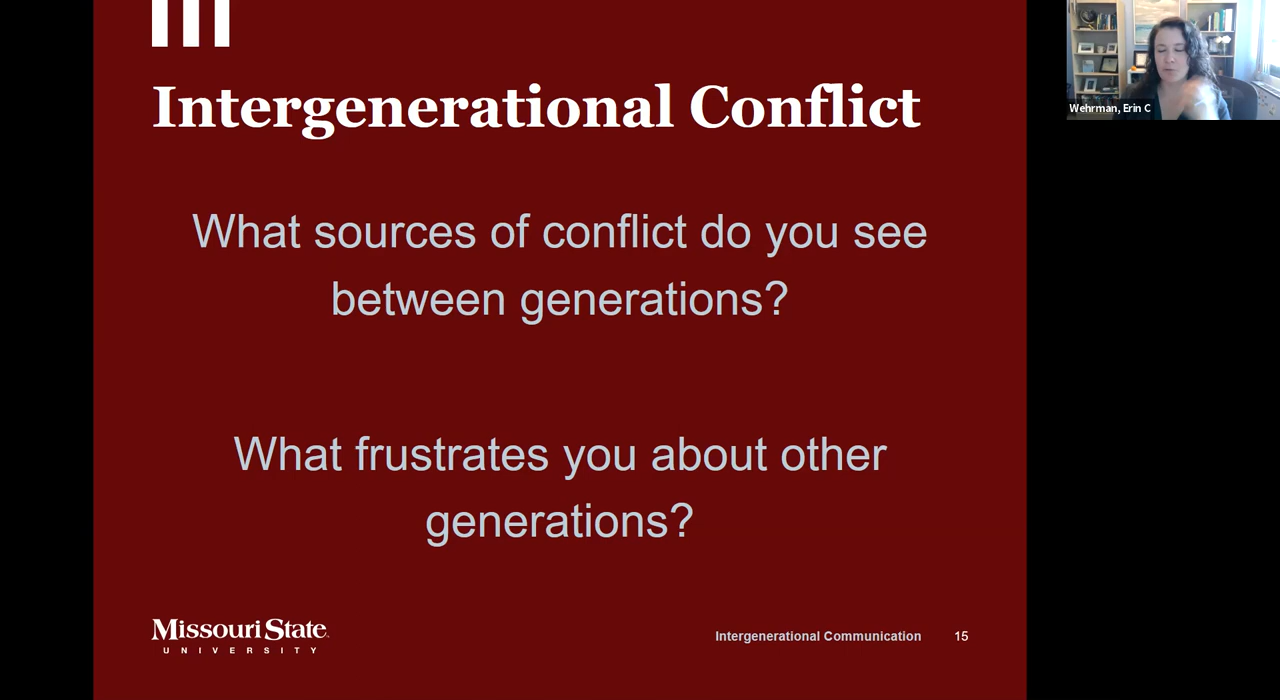 Intergenerational Conflict
What sources of conflict do you see
between generations?
What frustrates you about other
generations?
Missouri State
UNIVERSITY
Intergenerational Communication 15
Wehrman, Erin C